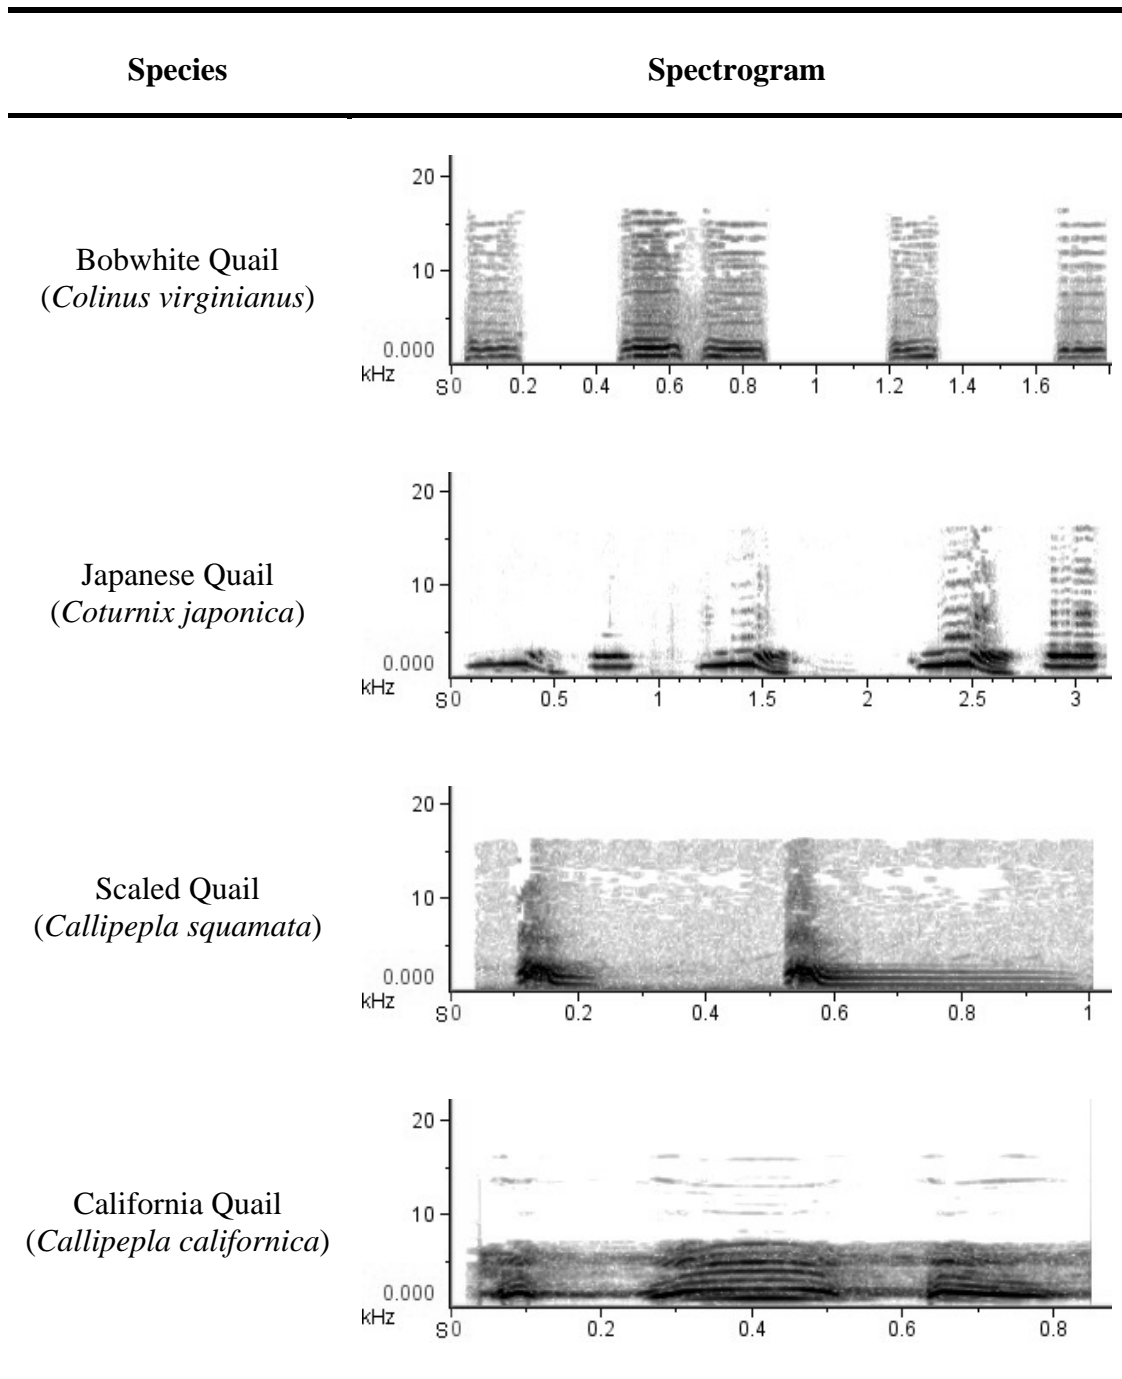 Species Spectrogram
Bobwhite Quail
(Colinus virginianus)
20
10
0.000
kHz
S 0 0.2 0.4 0.6 0.8 1 1.2 1.4 1.6
Japanese Quail
(Coturnix japonica)
20
10
0.000
kHz
S 0 0.5 1 1.5 2 2.5 3
Scaled Quail
(Callipepla squamata)
20
10
0.000
kHz
S 0 0.2 0.4 0.6 0.8 1
California Quail
(Callipepla californica)
20
10
0.000
kHz
S 0 0.2 0.4 0.6 0.8